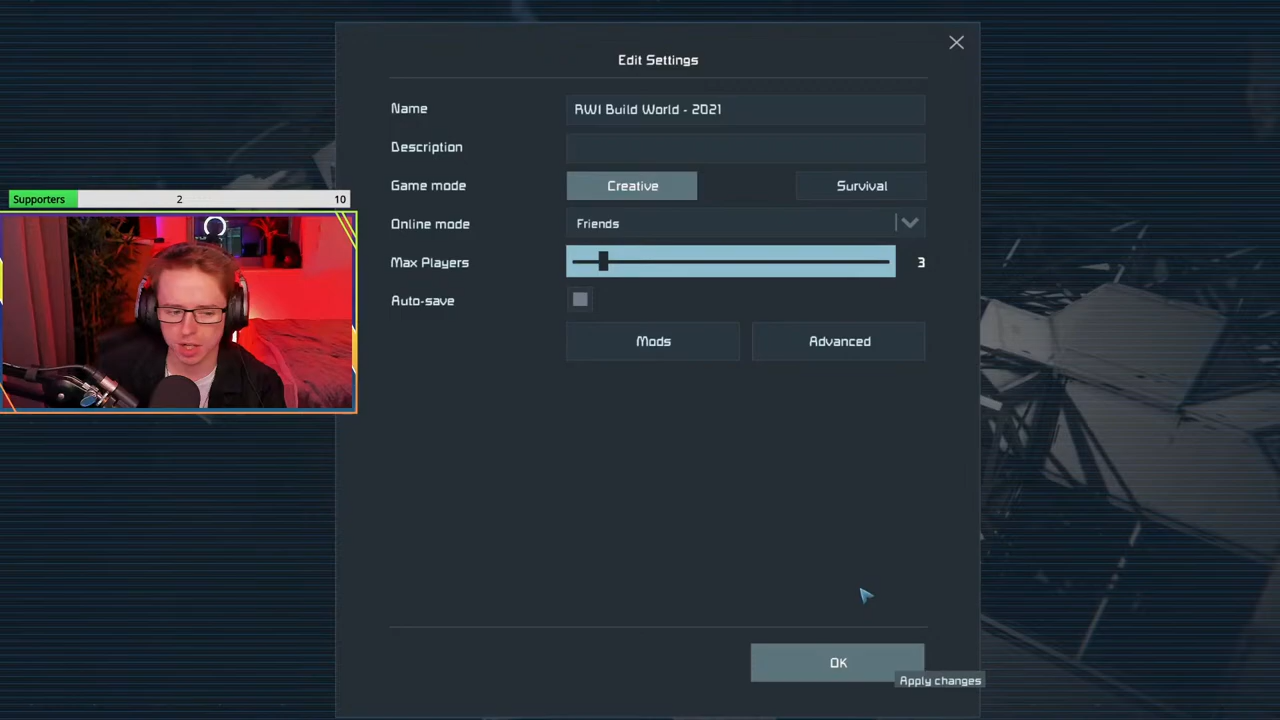 Edit Settings
Name RWI Build World - 2021
Description
Game mode Creative Survival
Online mode Friends
Max Players 3
Auto-save
Mods Advanced
OK
Apply changes
Supporters 2 10